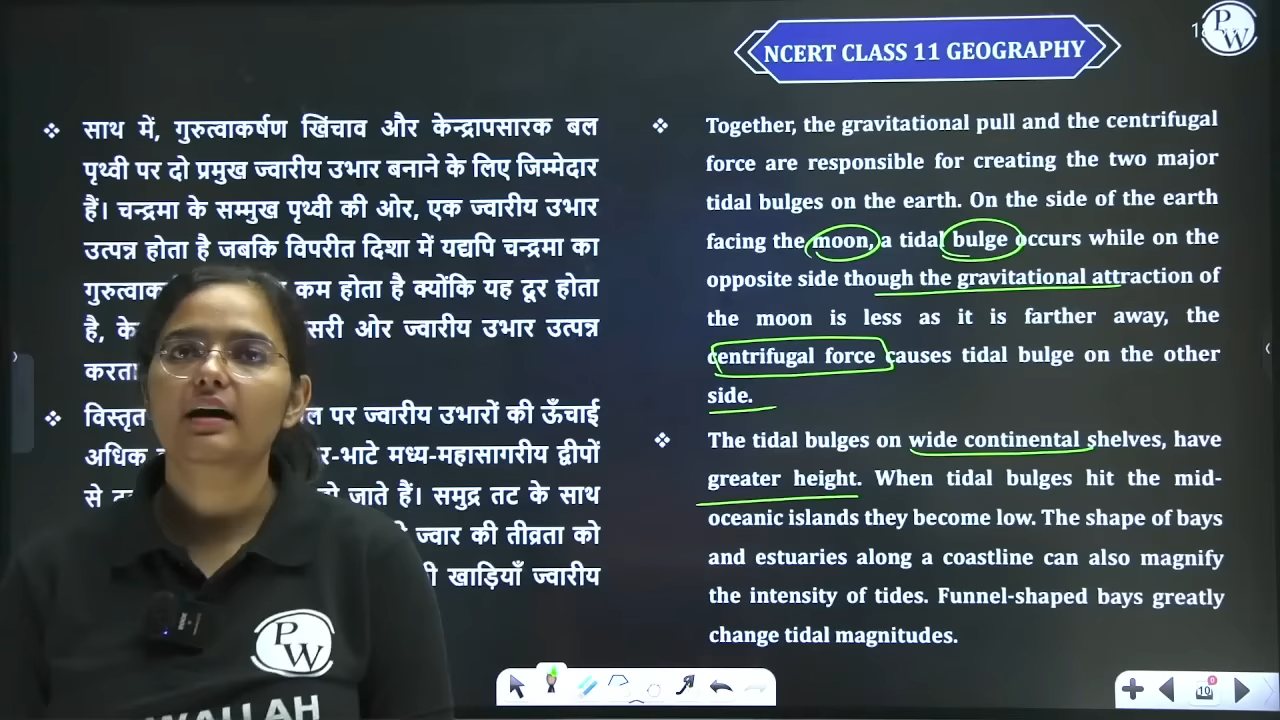 NCERT CLASS 11 GEOGRAPHY
PW
साथ में, गुरुत्वाकर्षण खिंचाव और केन्द्रापसारक बल
पृथ्वी पर दो प्रमुख ज्वारीय उभार बनाने के लिए जिम्मेदार
हैं। चन्द्रमा के सम्मुख पृथ्वी की ओर, एक ज्वारीय उभार
उत्पन्न होता है जबकि विपरीत दिशा में यद्यपि चन्द्रमा का
कम होता है क्योंकि यह दूर होता
है, सरी ओर ज्वारीय उभार उत्पन्न
विस्तृत पर ज्वारीय उभारों की ऊँचाई
अधिक र-भाटे मध्य-महासागरीय द्वीपों
से जाते हैं। समुद्र तट के साथ
ज्वार की तीव्रता को
खाड़ियाँ ज्वारीय
Together, the gravitational pull and the centrifugal
force are responsible for creating the two major
tidal bulges on the earth. On the side of the earth
facing the moon, a tidal bulge occurs while on the
opposite side though the gravitational attraction of
the moon is less as it is farther away, the
centrifugal force causes tidal bulge on the other
side.
The tidal bulges on wide continental shelves, have
greater height. When tidal bulges hit the mid-
oceanic islands they become low. The shape of bays
and estuaries along a coastline can also magnify
the intensity of tides. Funnel-shaped bays greatly
change tidal magnitudes.
PW
WALLAH
10